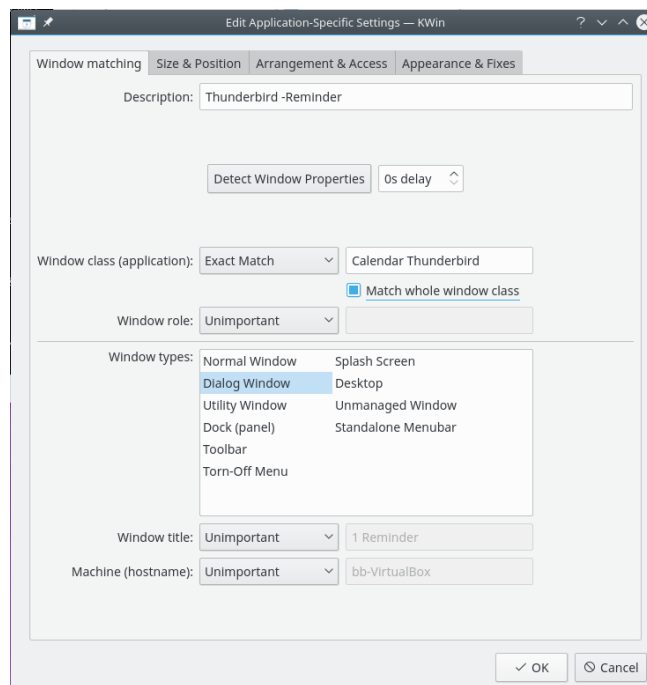 Edit Application-Specific Settings — KWin
Window matching Size & Position Arrangement & Access Appearance & Fixes
Description: Thunderbird -Reminder
Detect Window Properties 0s delay
Window class (application): Exact Match Calendar Thunderbird
Match whole window class
Window role: Unimportant
Window types: Normal Window Splash Screen
Dialog Window Desktop
Utility Window Unmanaged Window
Dock (panel) Standalone Menubar
Toolbar
Torn-Off Menu
Window title: Unimportant 1 Reminder
Machine (hostname): Unimportant bb-VirtualBox
OK Cancel